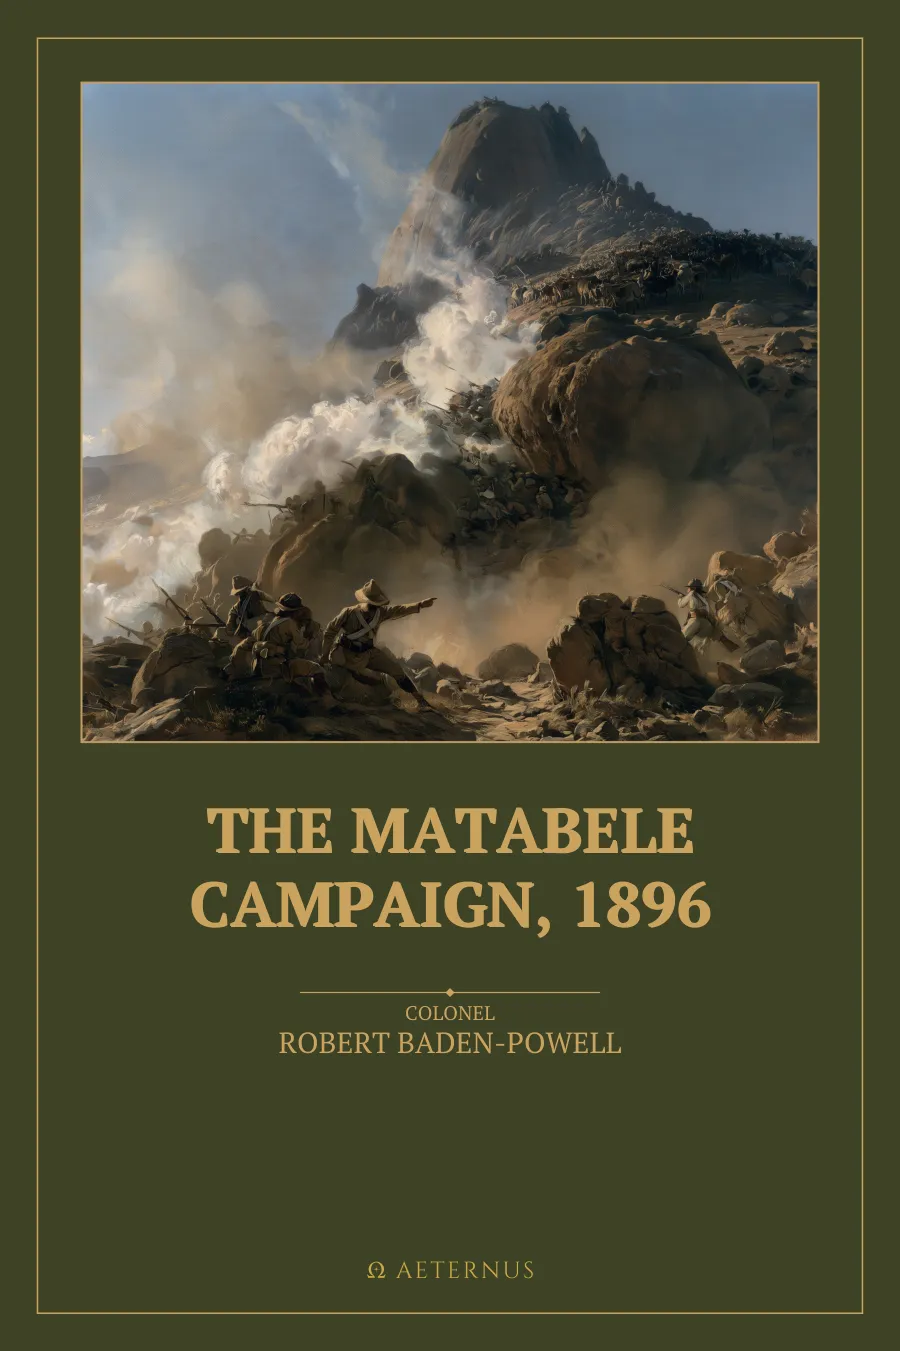 THE MATABELE
CAMPAIGN, 1896
COLONEL
ROBERT BADEN-POWELL
AETERNUS